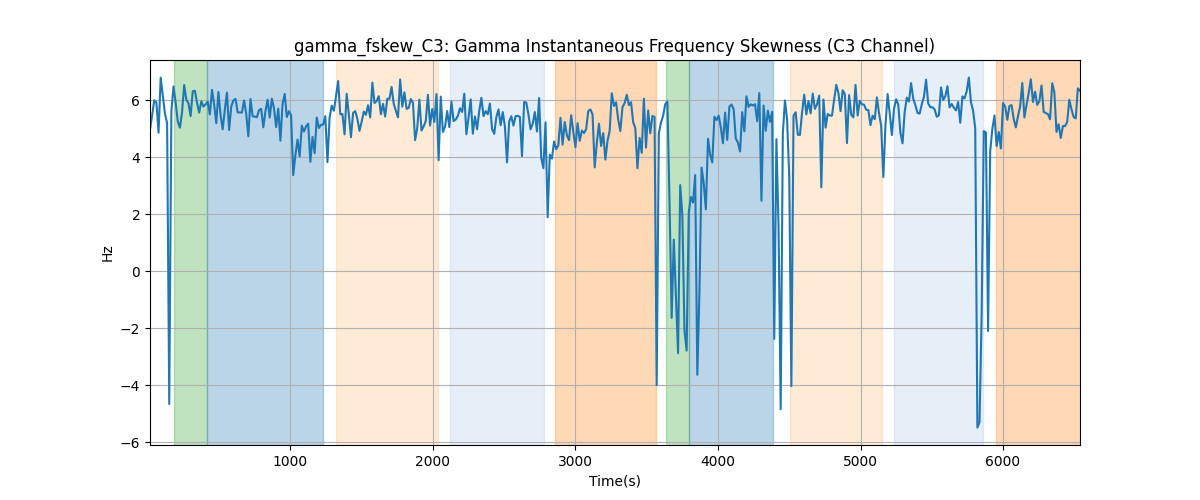 gamma_fskew_C3: Gamma Instantaneous Frequency Skewness (C3 Channel)
6
4
2
0
−2
−4
−6
Hz
1000 2000 3000 4000 5000 6000
Time(s)